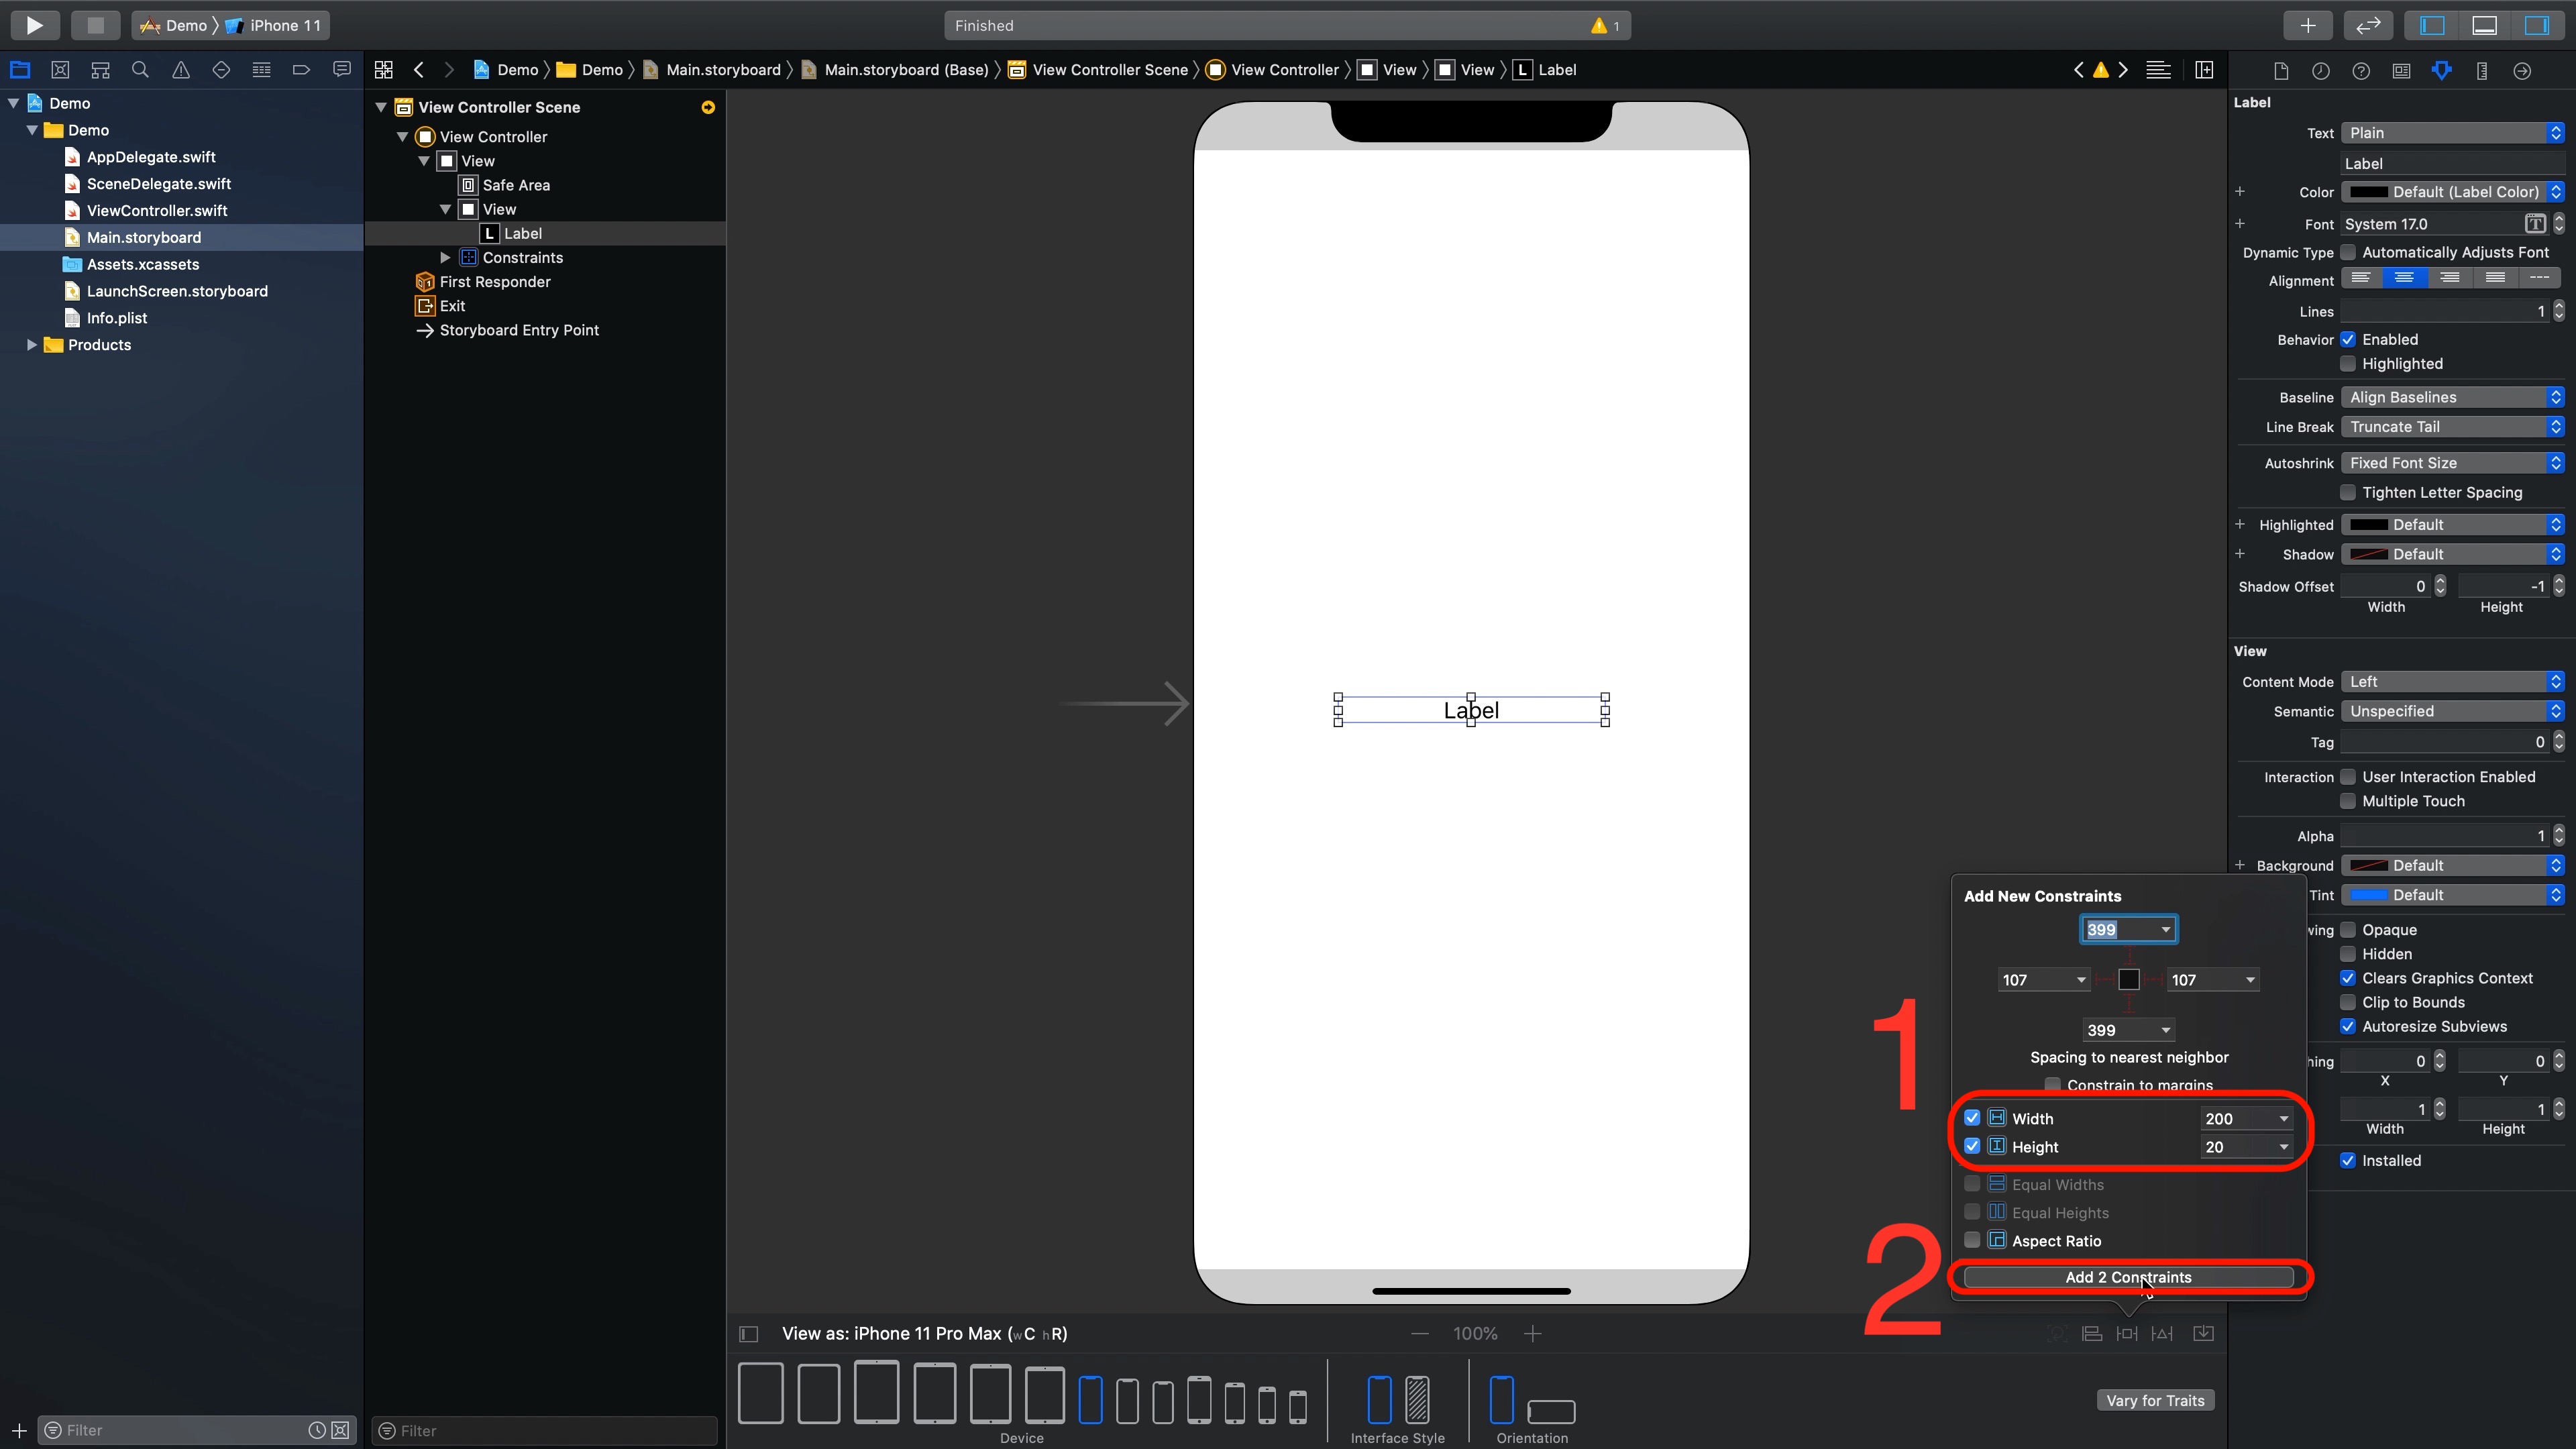 Demo 〉 iPhone 11
Finished
1
Demo 〉 Demo 〉 Main.storyboard 〉 Main.storyboard (Base) 〉 View Controller Scene 〉 View Controller 〉 View 〉 View 〉 L Label
Demo
Demo
AppDelegate.swift
SceneDelegate.swift
ViewController.swift
Main.storyboard
Assets.xcassets
LaunchScreen.storyboard
Info.plist
Products
View Controller Scene
View Controller
View
Safe Area
View
L Label
Constraints
First Responder
Exit
Storyboard Entry Point
Label
Label
Text Plain
Label
Color Default (Label Color)
Font System 17.0 T
Dynamic Type Automatically Adjusts Font
Alignment
Lines 1
Behavior Enabled
Highlighted
Baseline Align Baselines
Line Break Truncate Tail
Autoshrink Fixed Font Size
Tighten Letter Spacing
Highlighted Default
Shadow Default
Shadow Offset 0 -1
Width Height
View
Content Mode Left
Semantic Unspecified
Tag 0
Interaction User Interaction Enabled
Multiple Touch
Alpha 1
Background Default
Tint Default
wing Opaque
Hidden
Clears Graphics Context
Clip to Bounds
Autoresize Subviews
hing 0 0
X Y
1 1
Width Height
Installed
Add New Constraints
399
107 107
399
Spacing to nearest neighbor
Constrain to margins
1
Width 200
Height 20
Equal Widths
Equal Heights
Aspect Ratio
2
Add 2 Constraints
View as: iPhone 11 Pro Max (wC hR)
100%
Vary for Traits
Device
Interface Style
Orientation
Filter
Filter